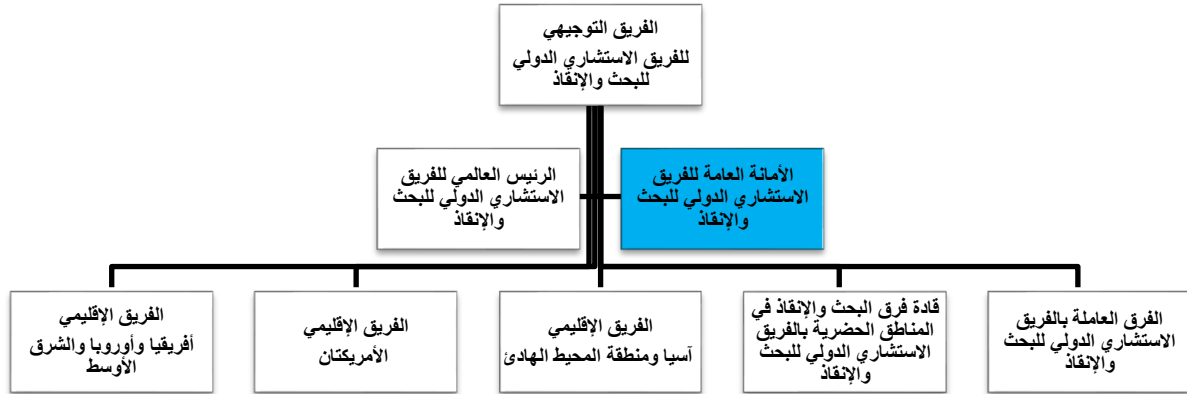 الفريق التوجيهي
للفريق الاستشاري الدولي
للبحث والإنقاذ
الأمانة العامة للفريق
الاستشاري الدولي للبحث
والإنقاذ
الرئيس العالمي للفريق
الاستشاري الدولي للبحث
والإنقاذ
الفرق العاملة بالفريق
الاستشاري الدولي للبحث
والإنقاذ
قادة فرق البحث والإنقاذ في
المناطق الحضرية بالفريق
الاستشاري الدولي للبحث
والإنقاذ
الفريق الإقليمي
آسيا ومنطقة المحيط الهادئ
الفريق الإقليمي
الأمريكتان
الفريق الإقليمي
أفريقيا وأوروبا والشرق
الأوسط